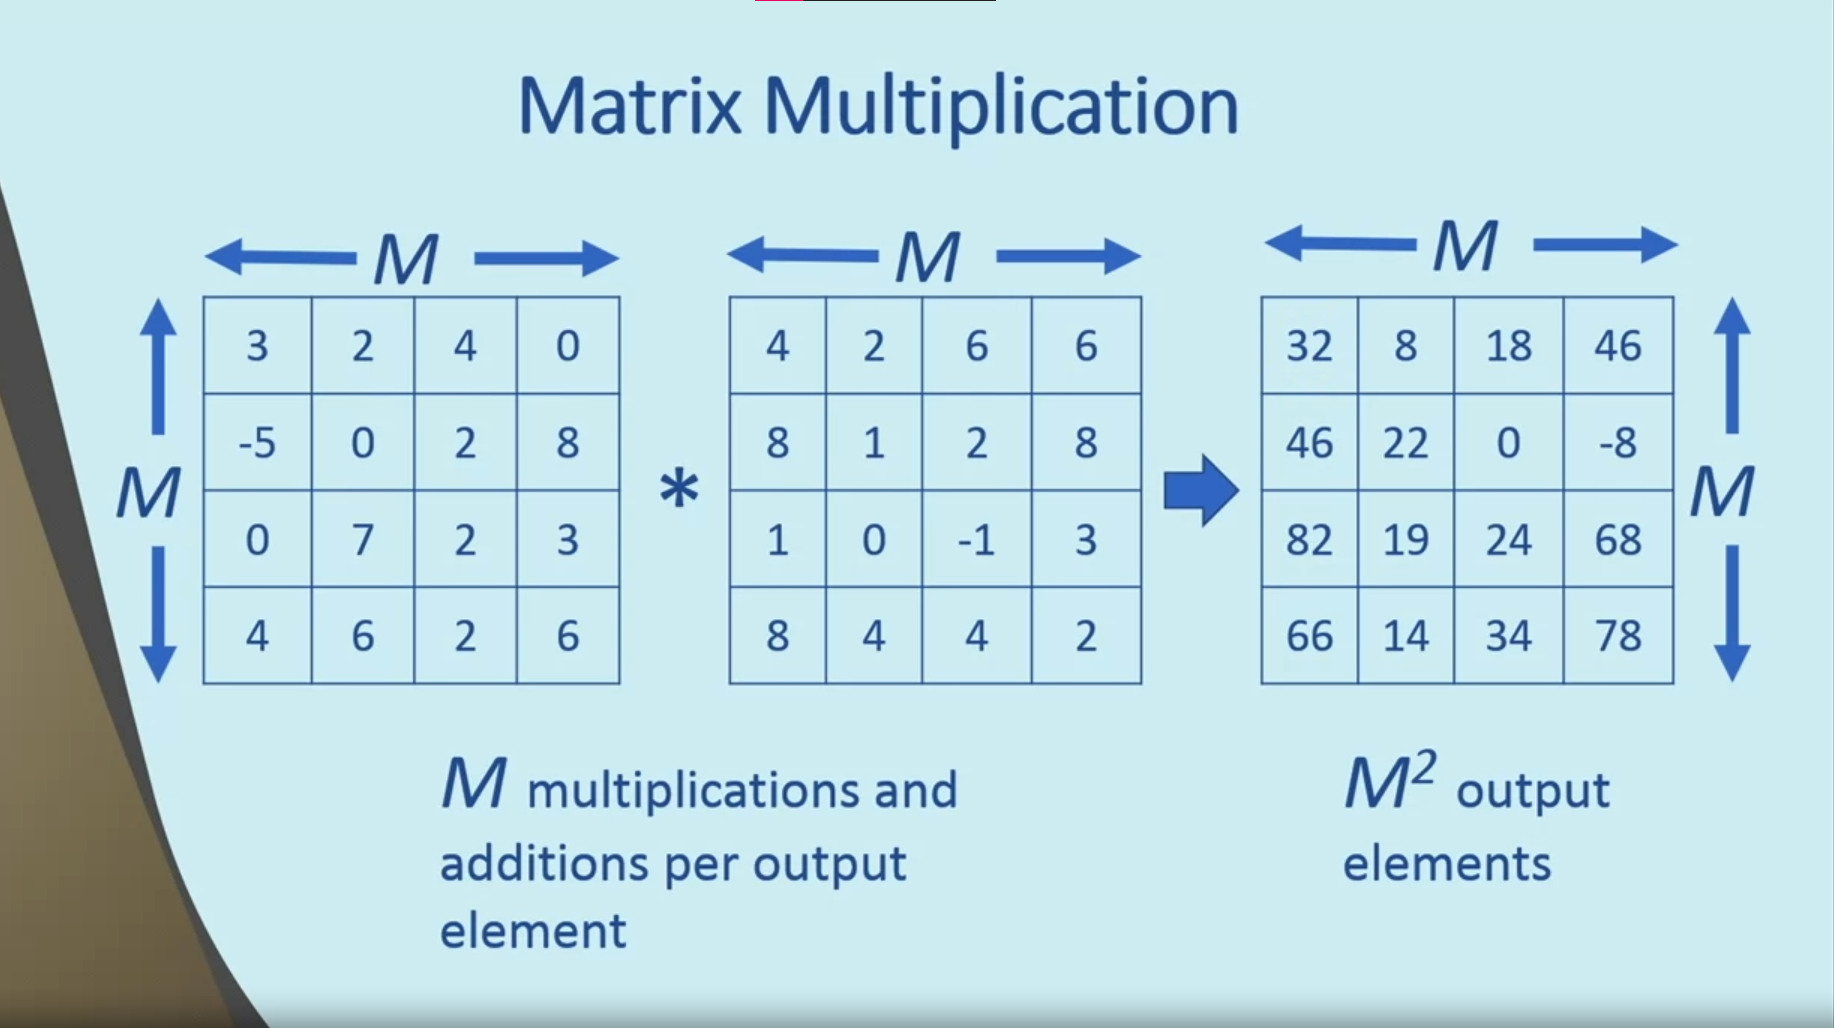 Matrix Multiplication
M M M
3 2 4 0 4 2 6 6 32 8 18 46
-5 0 2 8 8 1 2 8 46 22 0 -8
M * M
0 7 2 3 1 0 -1 3 82 19 24 68
4 6 2 6 8 4 4 2 66 14 34 78
M multiplications and
additions per output
element
M² output
elements